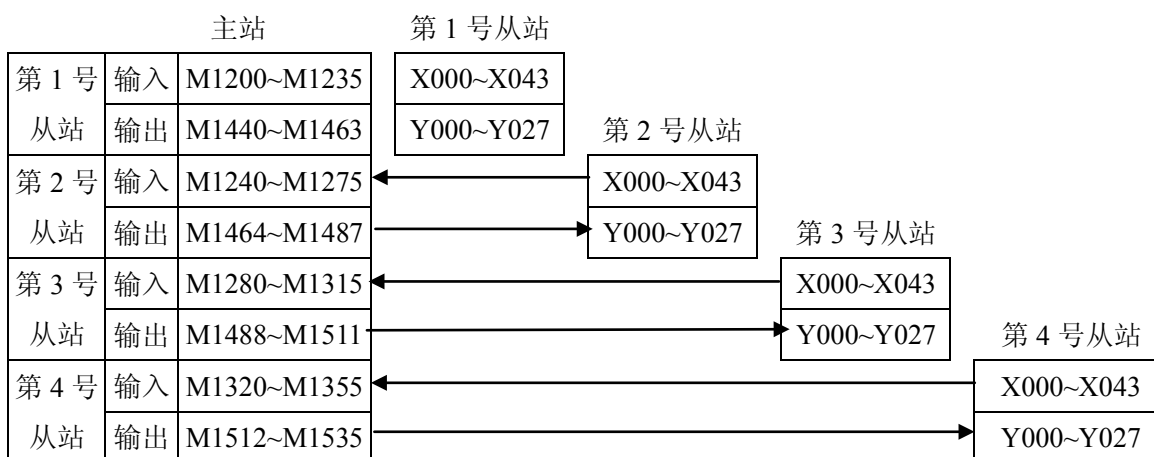 主站 第 1 号从站
第 1 号 输入 M1200~M1235 X000~X043
从站 输出 M1440~M1463 Y000~Y027 第 2 号从站
第 2 号 输入 M1240~M1275 X000~X043
从站 输出 M1464~M1487 Y000~Y027 第 3 号从站
第 3 号 输入 M1280~M1315 X000~X043
从站 输出 M1488~M1511 Y000~Y027 第 4 号从站
第 4 号 输入 M1320~M1355 X000~X043
从站 输出 M1512~M1535 Y000~Y027